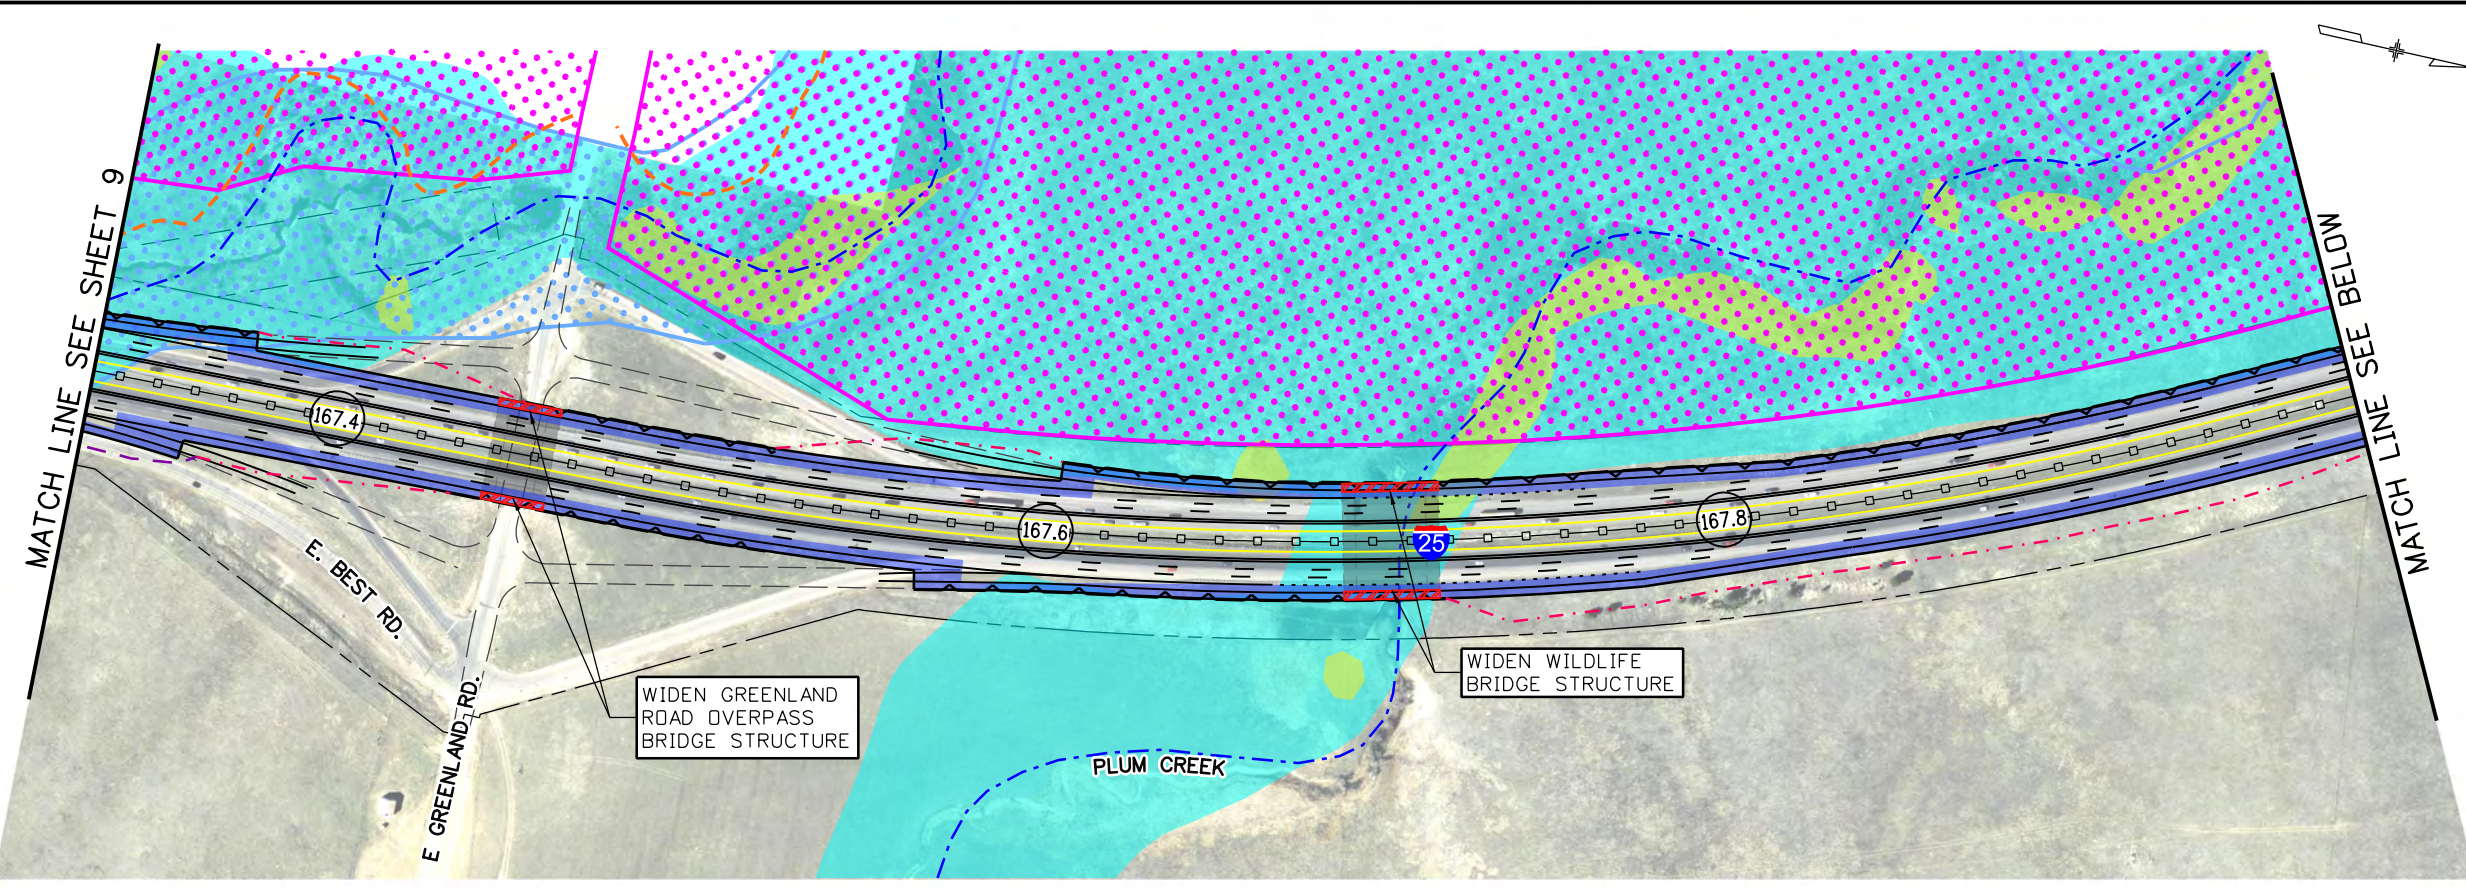 MATCH LINE SEE SHEET 9
167.4
E. BEST RD.
E GREENLAND RD.
WIDEN GREENLAND
ROAD OVERPASS
BRIDGE STRUCTURE
167.6
PLUM CREEK
25
WIDEN WILDLIFE
BRIDGE STRUCTURE
167.8
MATCH LINE SEE BELOW